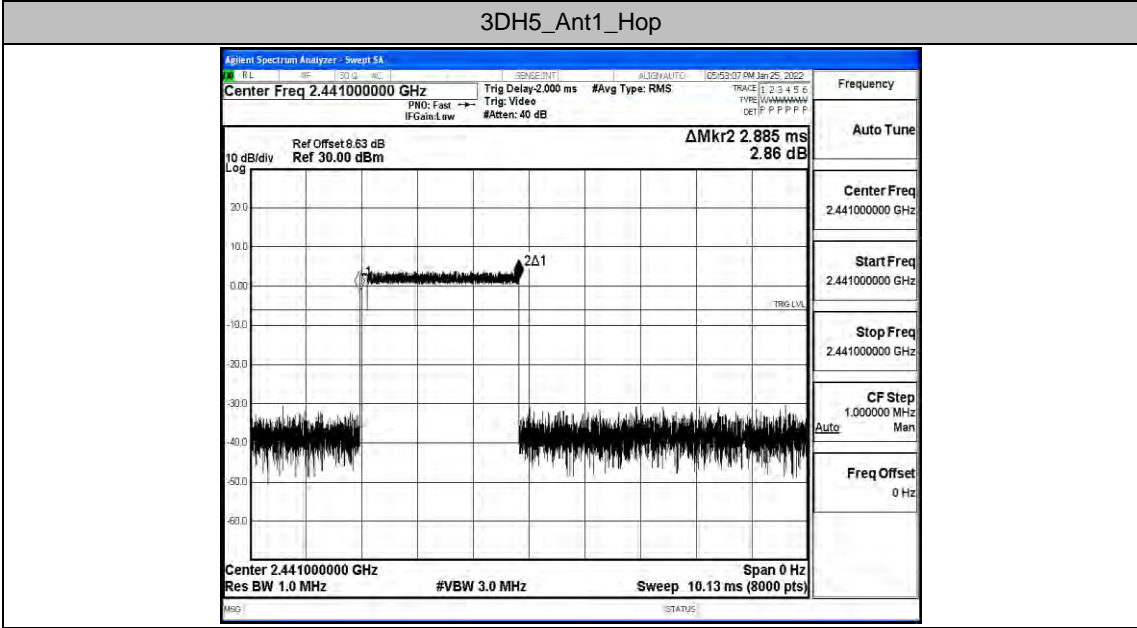 3DH5_Ant1_Hop
Agilent Spectrum Analyzer - Swept SA
RL RF 50 Ω AC SENSE:INT ALIGN AUTO 05:53:07 PM Jan 25, 2022
Center Freq 2.441000000 GHz
PNO: Fast
IFGain:Low
Trig Delay-2.000 ms
Trig: Video
#Atten: 40 dB
#Avg Type: RMS
TRACE 1 2 3 4 5 6
TYPE WWWWWW
DET P P P P P P
Ref Offset 8.63 dB
10 dB/div Ref 30.00 dBm
Log
ΔMkr2 2.885 ms
2.86 dB
20.0
10.0
0.00
-10.0
-20.0
-30.0
-40.0
-50.0
-60.0
1
2Δ1
TRIG LVL
Center 2.441000000 GHz
Span 0 Hz
Res BW 1.0 MHz
#VBW 3.0 MHz
Sweep 10.13 ms (8000 pts)
MSG
STATUS
Frequency
Auto Tune
Center Freq
2.441000000 GHz
Start Freq
2.441000000 GHz
Stop Freq
2.441000000 GHz
CF Step
1.000000 MHz
Auto Man
Freq Offset
0 Hz